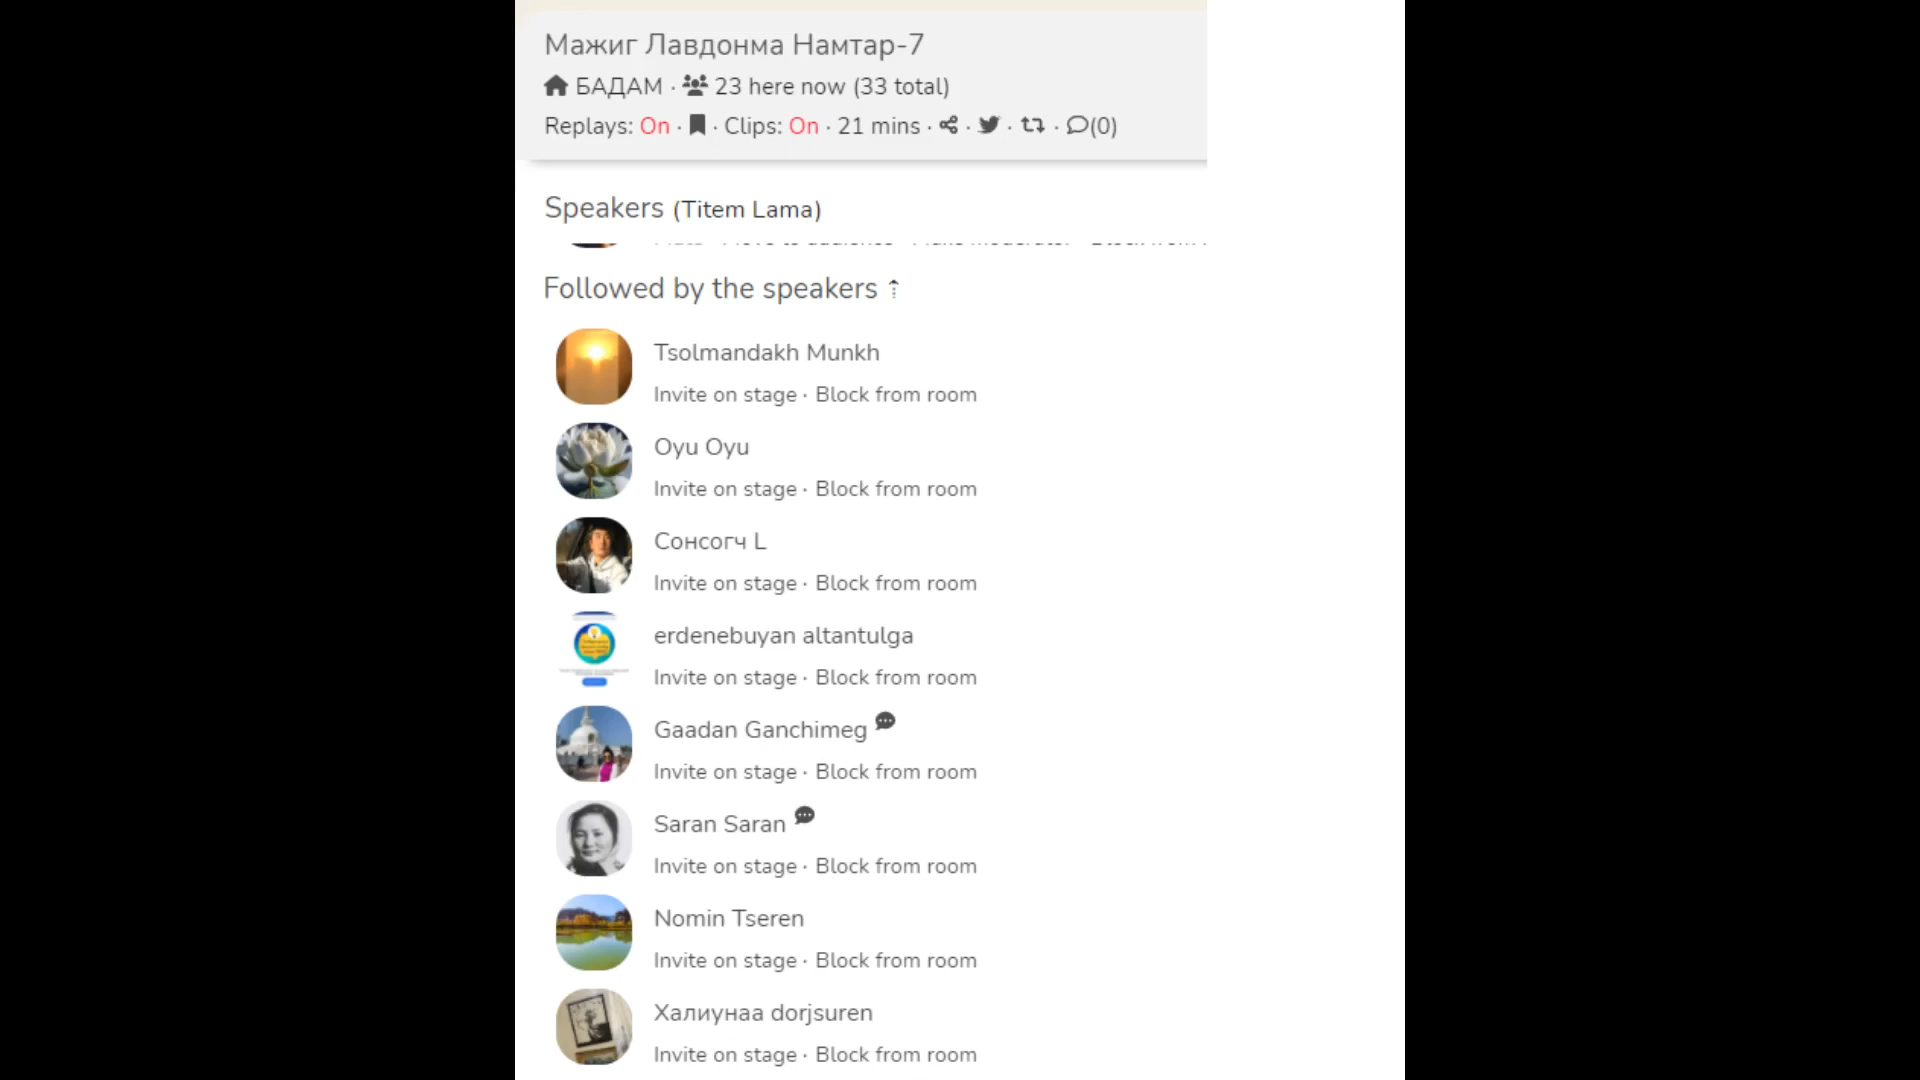 Мажиг Лавдонма Намтар-7
БАДАМ · 23 here now (33 total)
Replays: On · · Clips: On · 21 mins · · · · (0)
Speakers (Titem Lama)
Followed by the speakers ⇡
Tsolmandakh Munkh
Invite on stage · Block from room
Oyu Oyu
Invite on stage · Block from room
Сонсогч L
Invite on stage · Block from room
erdenebuyan altantulga
Invite on stage · Block from room
Gaadan Ganchimeg
Invite on stage · Block from room
Saran Saran
Invite on stage · Block from room
Nomin Tseren
Invite on stage · Block from room
Халиунаа dorjsuren
Invite on stage · Block from room